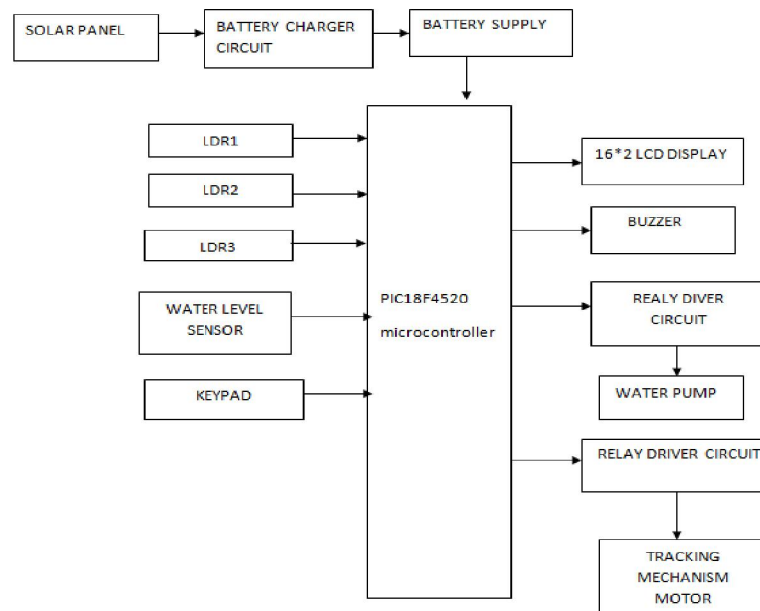 SOLAR PANEL
BATTERY CHARGER
CIRCUIT
BATTERY SUPPLY
LDR1
LDR2
LDR3
WATER LEVEL
SENSOR
KEYPAD
PIC18F4520
microcontroller
16*2 LCD DISPLAY
BUZZER
REALY DIVER
CIRCUIT
WATER PUMP
RELAY DRIVER CIRCUIT
TRACKING
MECHANISM
MOTOR